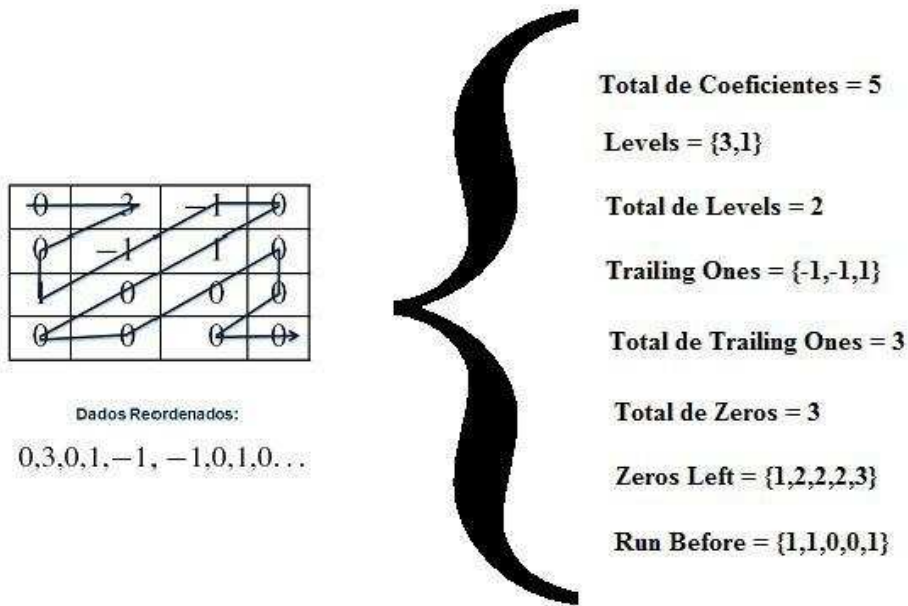 0 3 −1 0
0 −1 1 0
1 0 0 0
0 0 0 0
Dados Reordenados:
0,3,0,1,−1, −1,0,1,0...
Total de Coeficientes = 5
Levels = {3,1}
Total de Levels = 2
Trailing Ones = {-1,-1,1}
Total de Trailing Ones = 3
Total de Zeros = 3
Zeros Left = {1,2,2,2,3}
Run Before = {1,1,0,0,1}